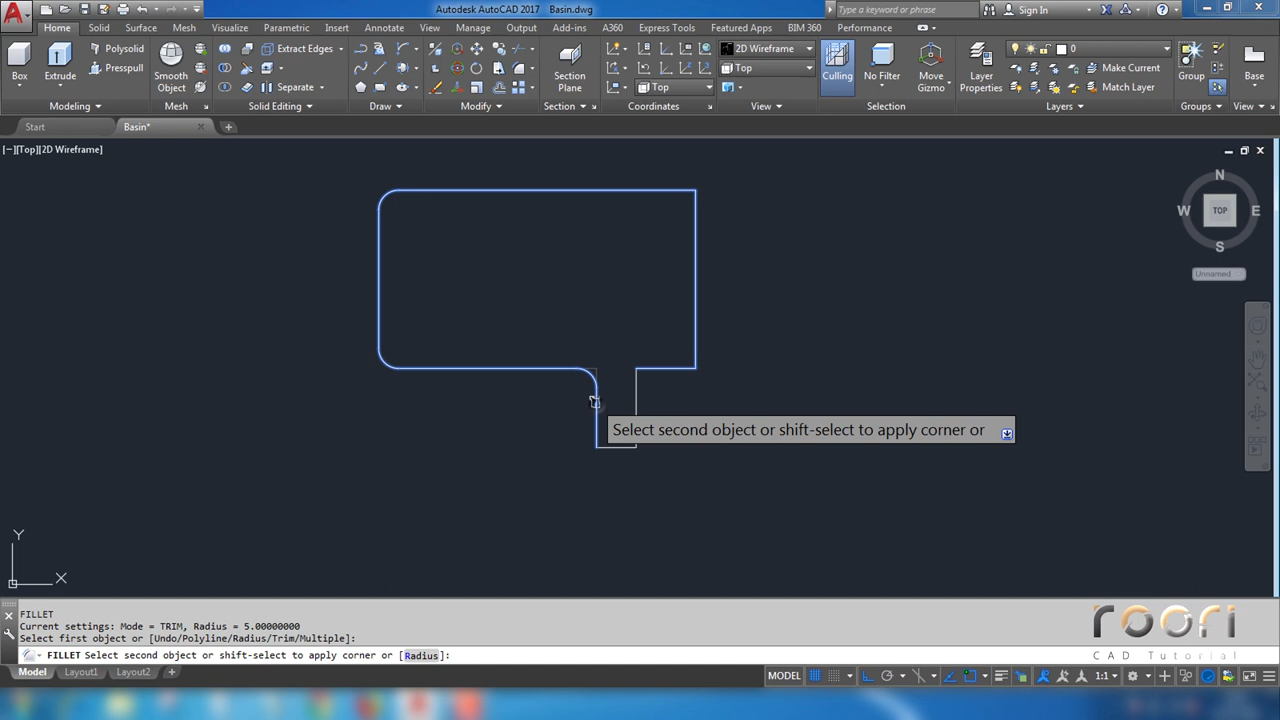 Autodesk AutoCAD 2017 Basin.dwg
Type a keyword or phrase
Sign In
Home Solid Surface Mesh Visualize Parametric Insert Annotate View Manage Output Add-ins A360 Express Tools Featured Apps BIM 360 Performance
Box
Extrude
Polysolid
Presspull
Smooth
Object
Extract Edges
Separate
Section
Plane
2D Wireframe
Top
Top
Culling
No Filter
Move
Gizmo
Layer
Properties
0
Make Current
Match Layer
Group
Base
Modeling Mesh Solid Editing Draw Modify Section Coordinates View Selection Layers Groups View
Start
Basin*
[−][Top][2D Wireframe]
N
W
TOP
E
S
Unnamed
Select second object or shift-select to apply corner or
Y
X
FILLET
Current settings: Mode = TRIM, Radius = 5.00000000
Select first object or [Undo/Polyline/Radius/Trim/Multiple]:
FILLET Select second object or shift-select to apply corner or [Radius]:
roori
CAD Tutorial
Model Layout1 Layout2
MODEL
1:1